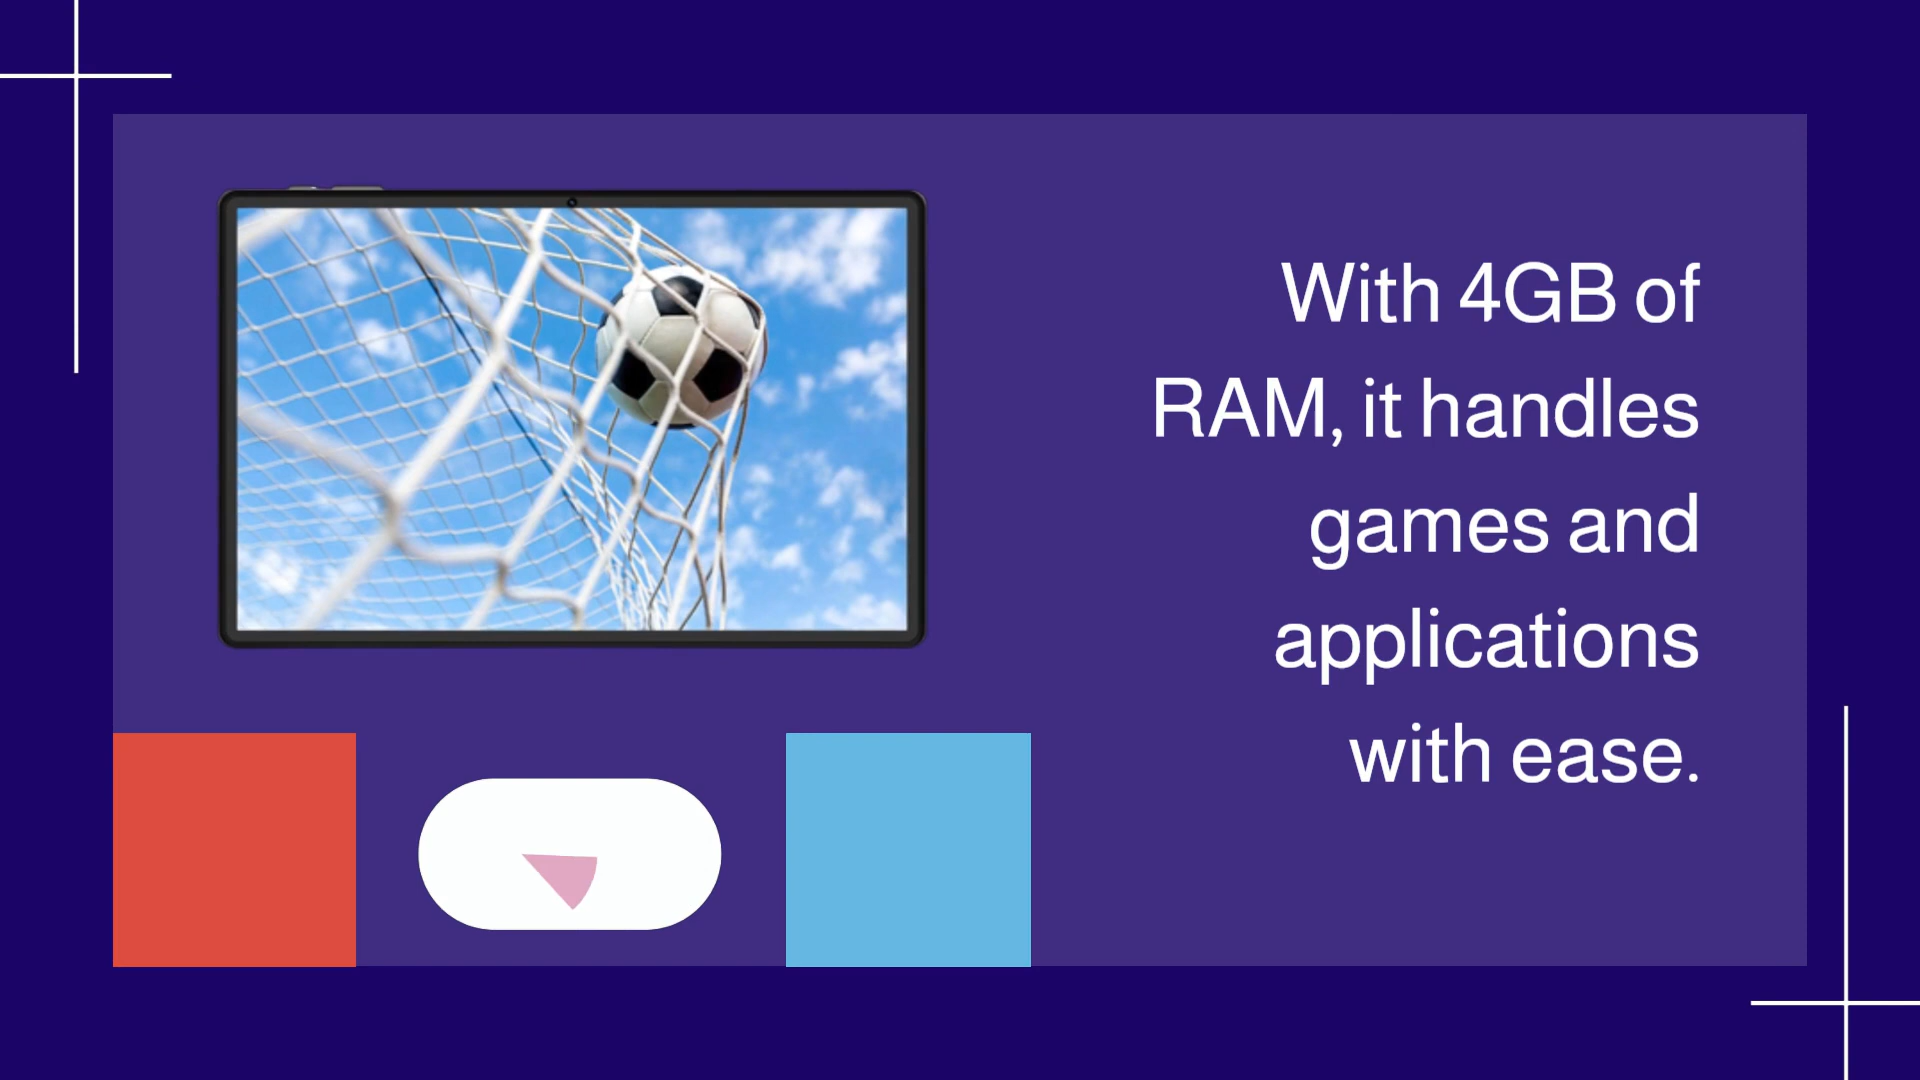 With 4GB of
RAM, it handles
games and
applications
with ease.